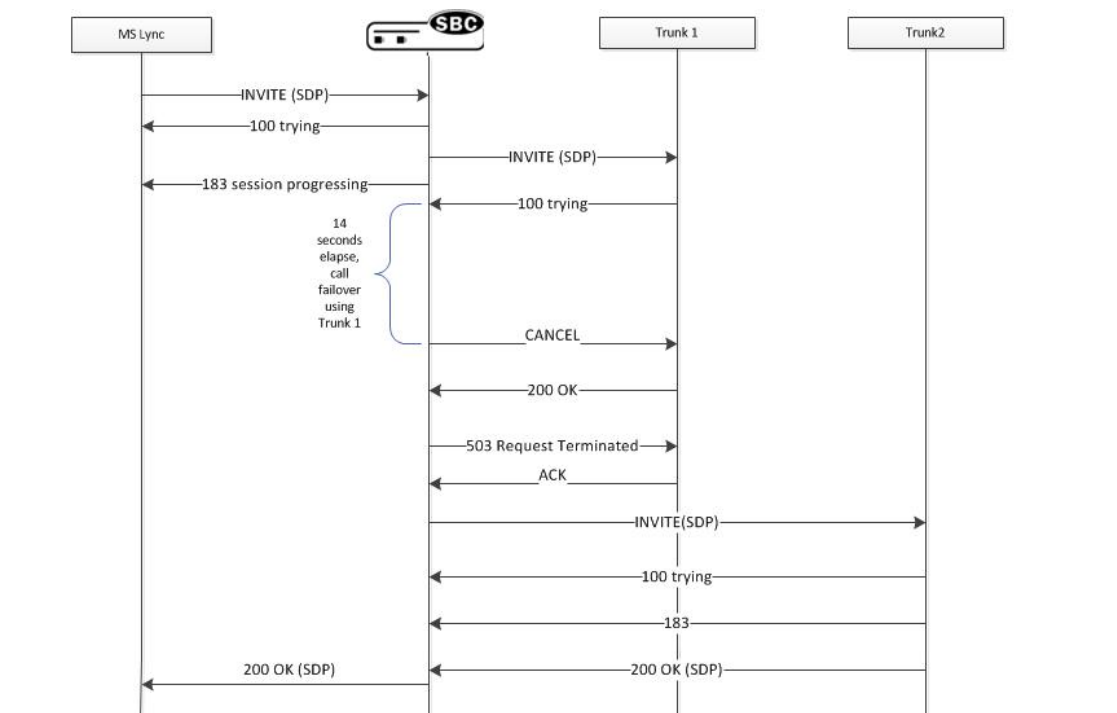 MS Lync
SBC
Trunk 1
Trunk2
INVITE (SDP)
100 trying
INVITE (SDP)
183 session progressing
100 trying
14
seconds
elapse,
call
failover
using
Trunk 1
CANCEL
200 OK
503 Request Terminated
ACK
INVITE(SDP)
100 trying
183
200 OK (SDP)
200 OK (SDP)